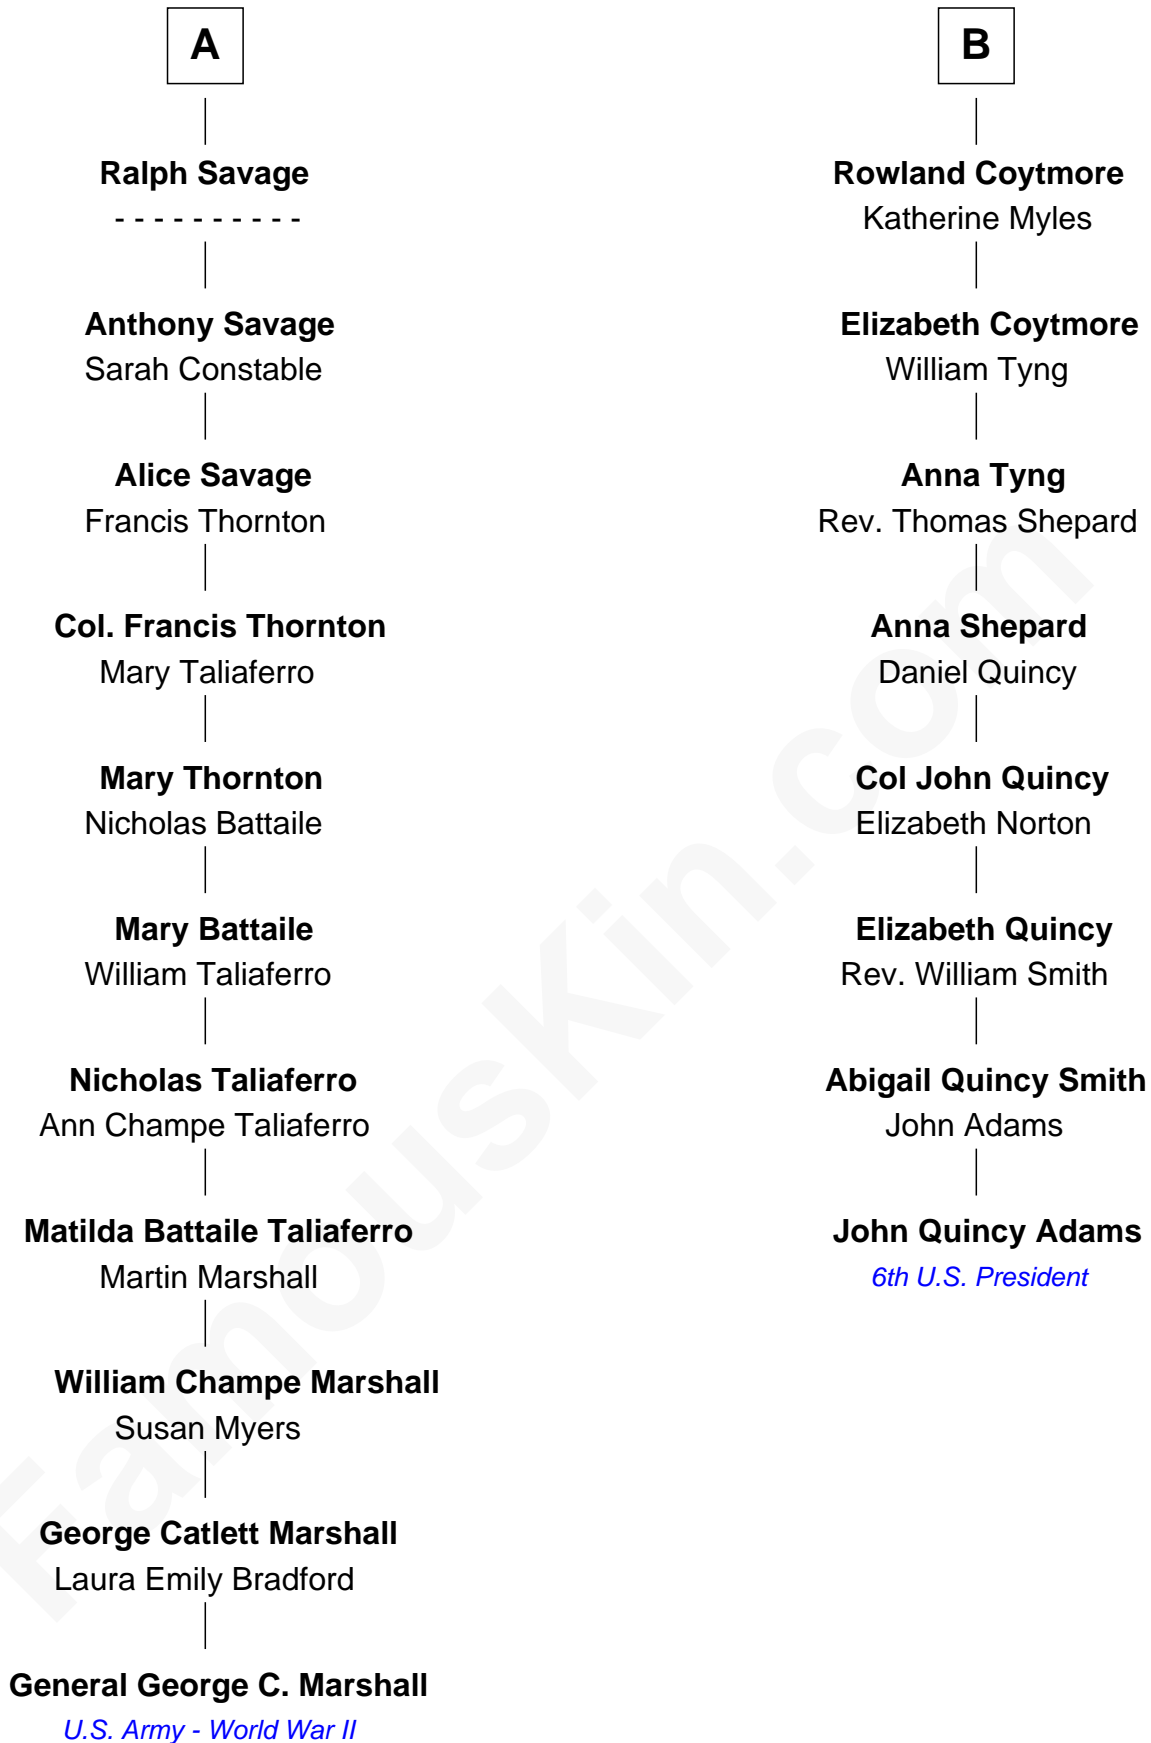 A
Ralph Savage
- - - - - - - - - -
Anthony Savage
Sarah Constable
Alice Savage
Francis Thornton
Col. Francis Thornton
Mary Taliaferro
Mary Thornton
Nicholas Battaile
Mary Battaile
William Taliaferro
Nicholas Taliaferro
Ann Champe Taliaferro
Matilda Battaile Taliaferro
Martin Marshall
William Champe Marshall
Susan Myers
George Catlett Marshall
Laura Emily Bradford
General George C. Marshall
U.S. Army - World War II
B
Rowland Coytmore
Katherine Myles
Elizabeth Coytmore
William Tyng
Anna Tyng
Rev. Thomas Shepard
Anna Shepard
Daniel Quincy
Col John Quincy
Elizabeth Norton
Elizabeth Quincy
Rev. William Smith
Abigail Quincy Smith
John Adams
John Quincy Adams
6th U.S. President
FamousKin.com